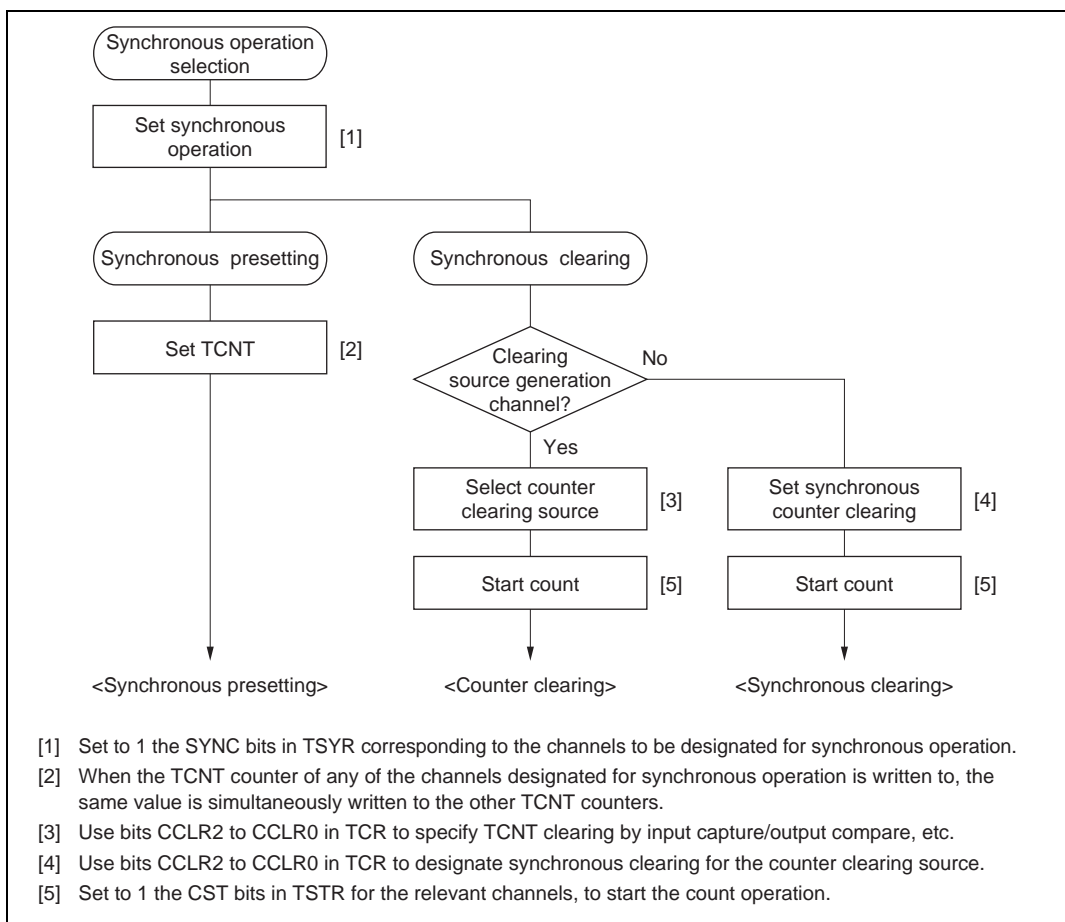 Synchronous operation
selection
Set synchronous
operation
[1]
Synchronous presetting
Synchronous clearing
Set TCNT
[2]
Clearing
source generation
channel?
No
Yes
Select counter
clearing source
[3]
Set synchronous
counter clearing
[4]
Start count
[5]
Start count
[5]
<Synchronous presetting>
<Counter clearing>
<Synchronous clearing>
[1] Set to 1 the SYNC bits in TSYR corresponding to the channels to be designated for synchronous operation.
[2] When the TCNT counter of any of the channels designated for synchronous operation is written to, the
same value is simultaneously written to the other TCNT counters.
[3] Use bits CCLR2 to CCLR0 in TCR to specify TCNT clearing by input capture/output compare, etc.
[4] Use bits CCLR2 to CCLR0 in TCR to designate synchronous clearing for the counter clearing source.
[5] Set to 1 the CST bits in TSTR for the relevant channels, to start the count operation.